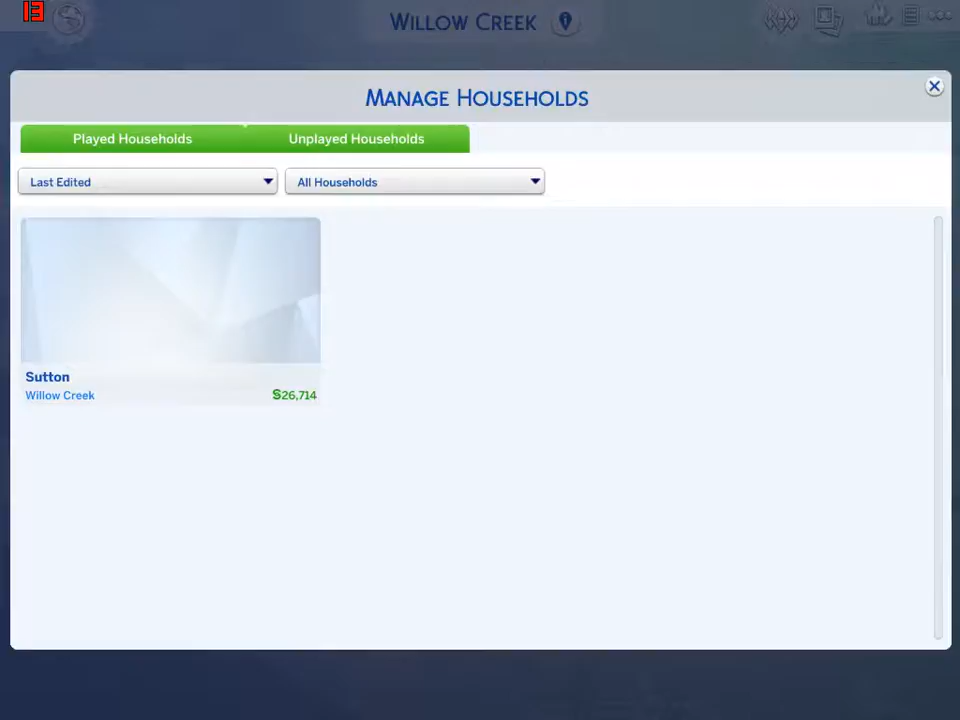 13
WILLOW CREEK
MANAGE HOUSEHOLDS
Played Households Unplayed Households
Last Edited All Households
Sutton
Willow Creek §26,714